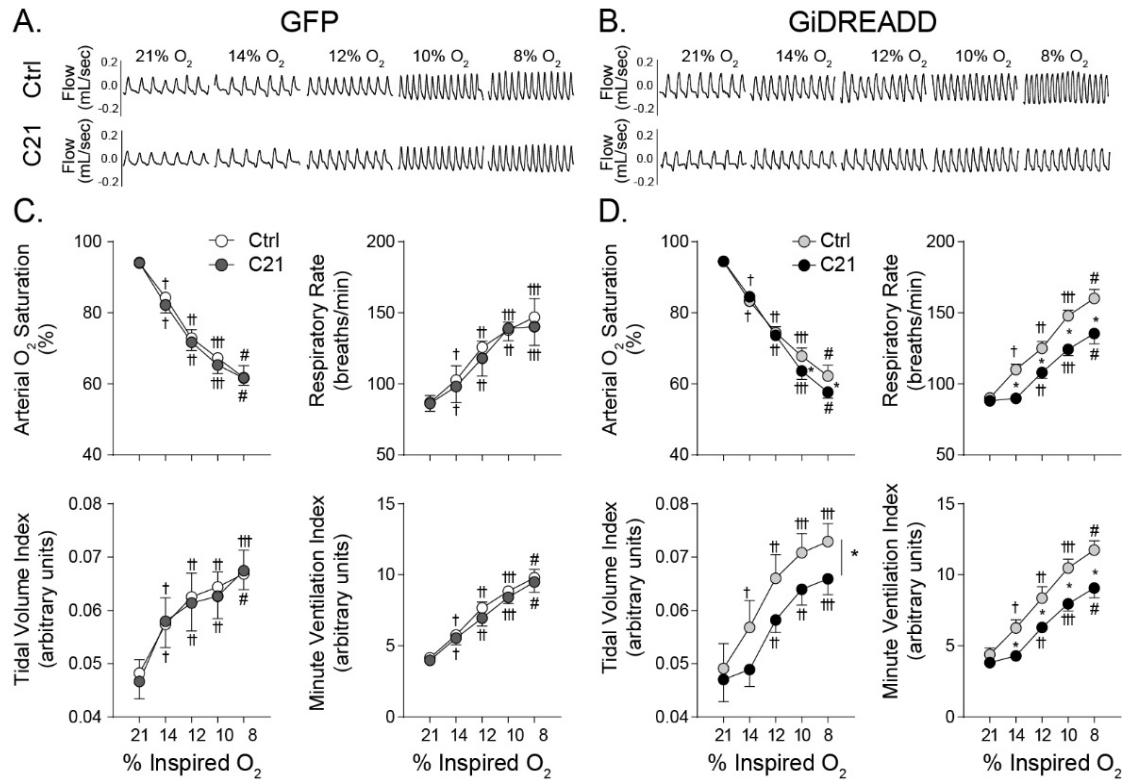 A. GFP
B. GiDREADD
21% O2 14% O2 12% O2 10% O2 8% O2
21% O2 14% O2 12% O2 10% O2 8% O2
Ctrl
Flow
(mL/sec)
0.2
0.0
-0.2
Flow
(mL/sec)
0.2
0.0
-0.2
C21
Flow
(mL/sec)
0.2
0.0
-0.2
Flow
(mL/sec)
0.2
0.0
-0.2
C.
Arterial O2 Saturation
(%)
100
80
60
40
Ctrl
C21
† †
†† ††
††† †††
# #
Respiratory Rate
(breaths/min)
200
150
100
50
† †
†† ††
††† †††
†††
Tidal Volume Index
(arbitrary units)
0.08
0.07
0.06
0.05
0.04
† †
†† ††
†† ††
††† #
21 14 12 10 8
% Inspired O2
Minute Ventilation Index
(arbitrary units)
15
10
5
0
† †
†† ††
††† †††
# #
21 14 12 10 8
D.
Arterial O2 Saturation
(%)
100
80
60
40
Ctrl
C21
† †
†† ††
††† * †††
# * #
Respiratory Rate
(breaths/min)
200
150
100
50
† *
†† * ††
††† * †††
# * #
Tidal Volume Index
(arbitrary units)
0.08
0.07
0.06
0.05
0.04
†
†† ††
††† ††
††† †††
*
21 14 12 10 8
% Inspired O2
Minute Ventilation Index
(arbitrary units)
15
10
5
0
† *
†† * ††
††† * †††
# * #
21 14 12 10 8